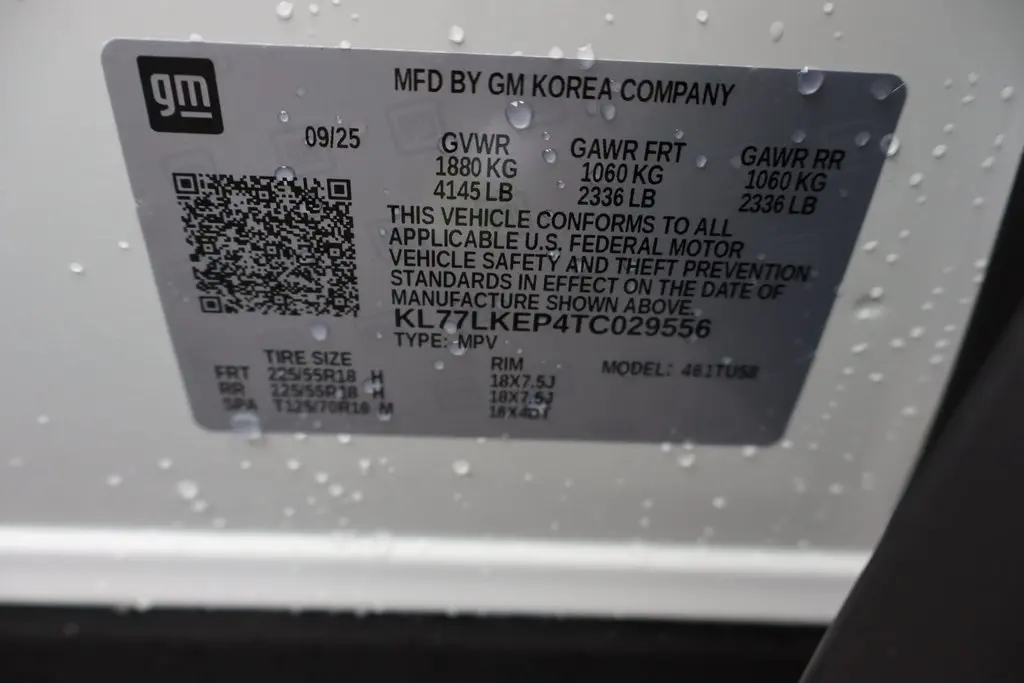 gm
MFD BY GM KOREA COMPANY
09/25
GVWR GAWR FRT GAWR RR
1880 KG 1060 KG 1060 KG
4145 LB 2336 LB 2336 LB
THIS VEHICLE CONFORMS TO ALL
APPLICABLE U.S. FEDERAL MOTOR
VEHICLE SAFETY AND THEFT PREVENTION
STANDARDS IN EFFECT ON THE DATE OF
MANUFACTURE SHOWN ABOVE.
KL77LKEP4TC029556
TYPE: MPV
TIRE SIZE RIM MODEL:
FRT 225/55R18 H 18X7.5J
RR 225/55R18 H 18X7.5J
SPA T125/70R16 M